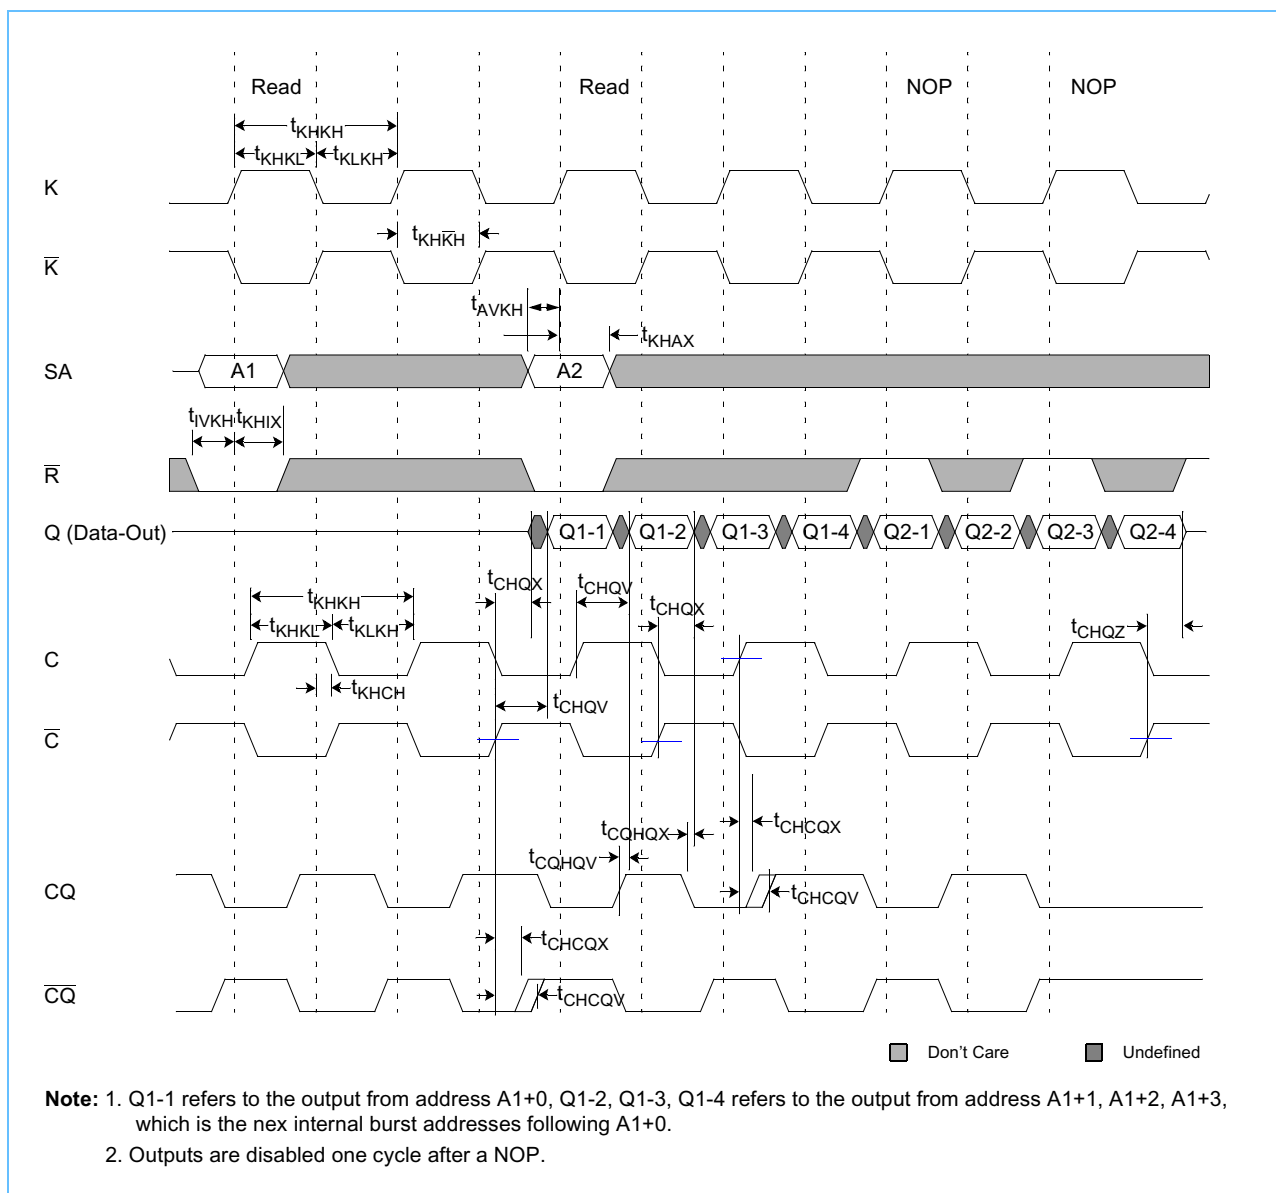 Read Read NOP NOP
tKHKH
tKHKL tKLKH
K
tKHK̅H
K̅
tAVKH
tKHAX
SA A1 A2
tIVKH tKHIX
R̅
Q (Data-Out) Q1-1 Q1-2 Q1-3 Q1-4 Q2-1 Q2-2 Q2-3 Q2-4
tCHQX tCHQV
tKHKH tCHQX
tKHKL tKLKH tCHQZ
C
tKHCH
tCHQV
C̅
tCHCQX
tCQHQX
tCQHQV
CQ tCHCQV
tCHCQX
C̅Q̅ tCHCQV
Don't Care Undefined
Note: 1. Q1-1 refers to the output from address A1+0, Q1-2, Q1-3, Q1-4 refers to the output from address A1+1, A1+2, A1+3,
which is the nex internal burst addresses following A1+0.
2. Outputs are disabled one cycle after a NOP.